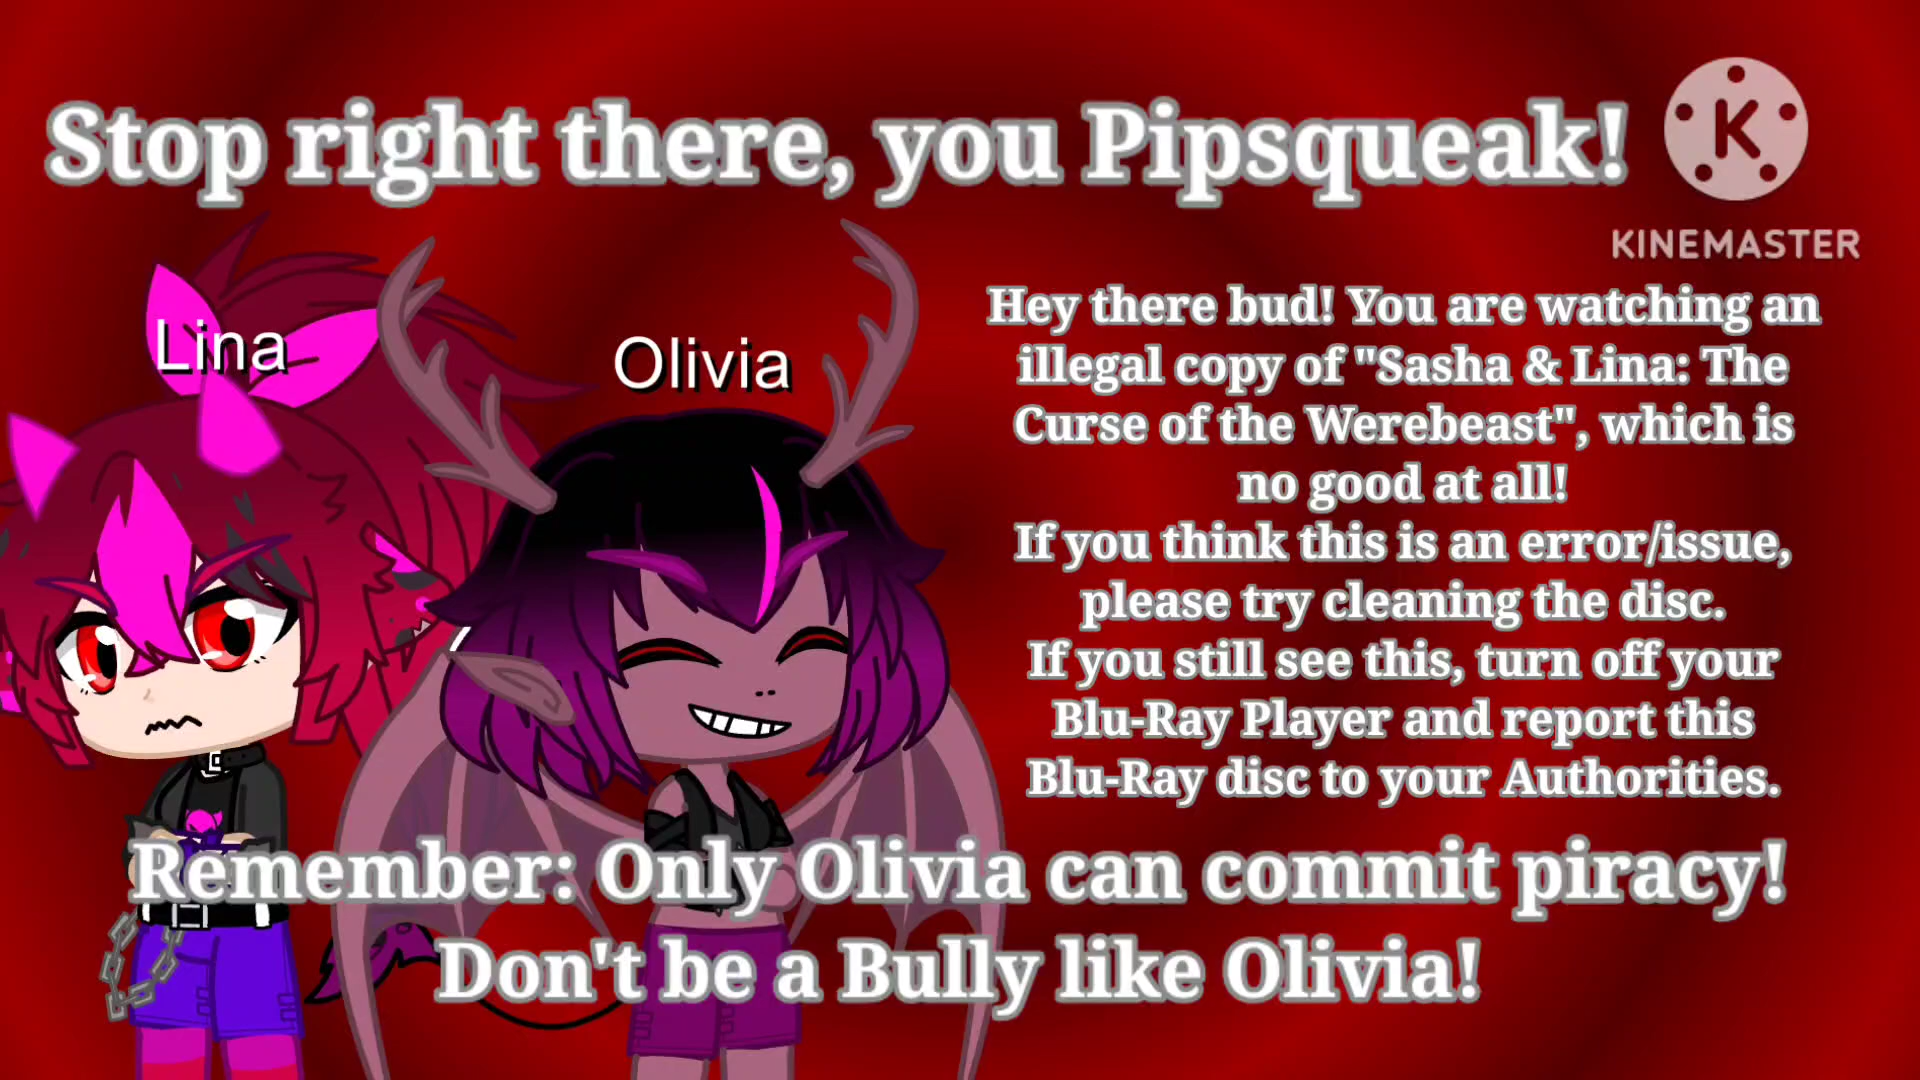 Stop right there, you Pipsqueak!
K
KINEMASTER
Lina
Olivia
Hey there bud! You are watching an
illegal copy of "Sasha & Lina: The
Curse of the Werebeast", which is
no good at all!
If you think this is an error/issue,
please try cleaning the disc.
If you still see this, turn off your
Blu-Ray Player and report this
Blu-Ray disc to your Authorities.
Remember: Only Olivia can commit piracy!
Don't be a Bully like Olivia!